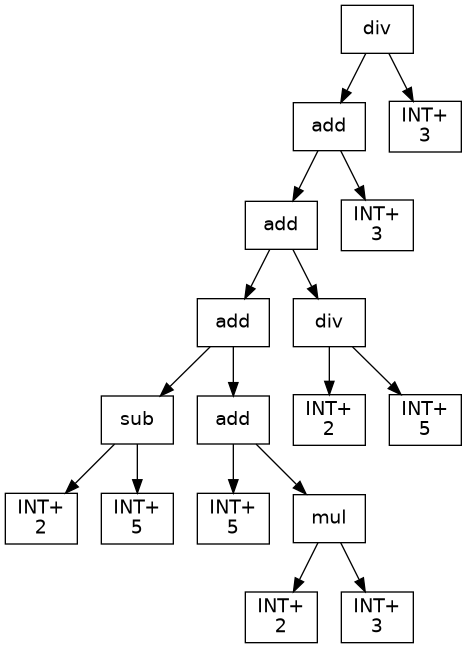 div
add
INT+
3
add
INT+
3
add
div
sub
add
INT+
2
INT+
5
INT+
2
INT+
5
INT+
5
mul
INT+
2
INT+
3